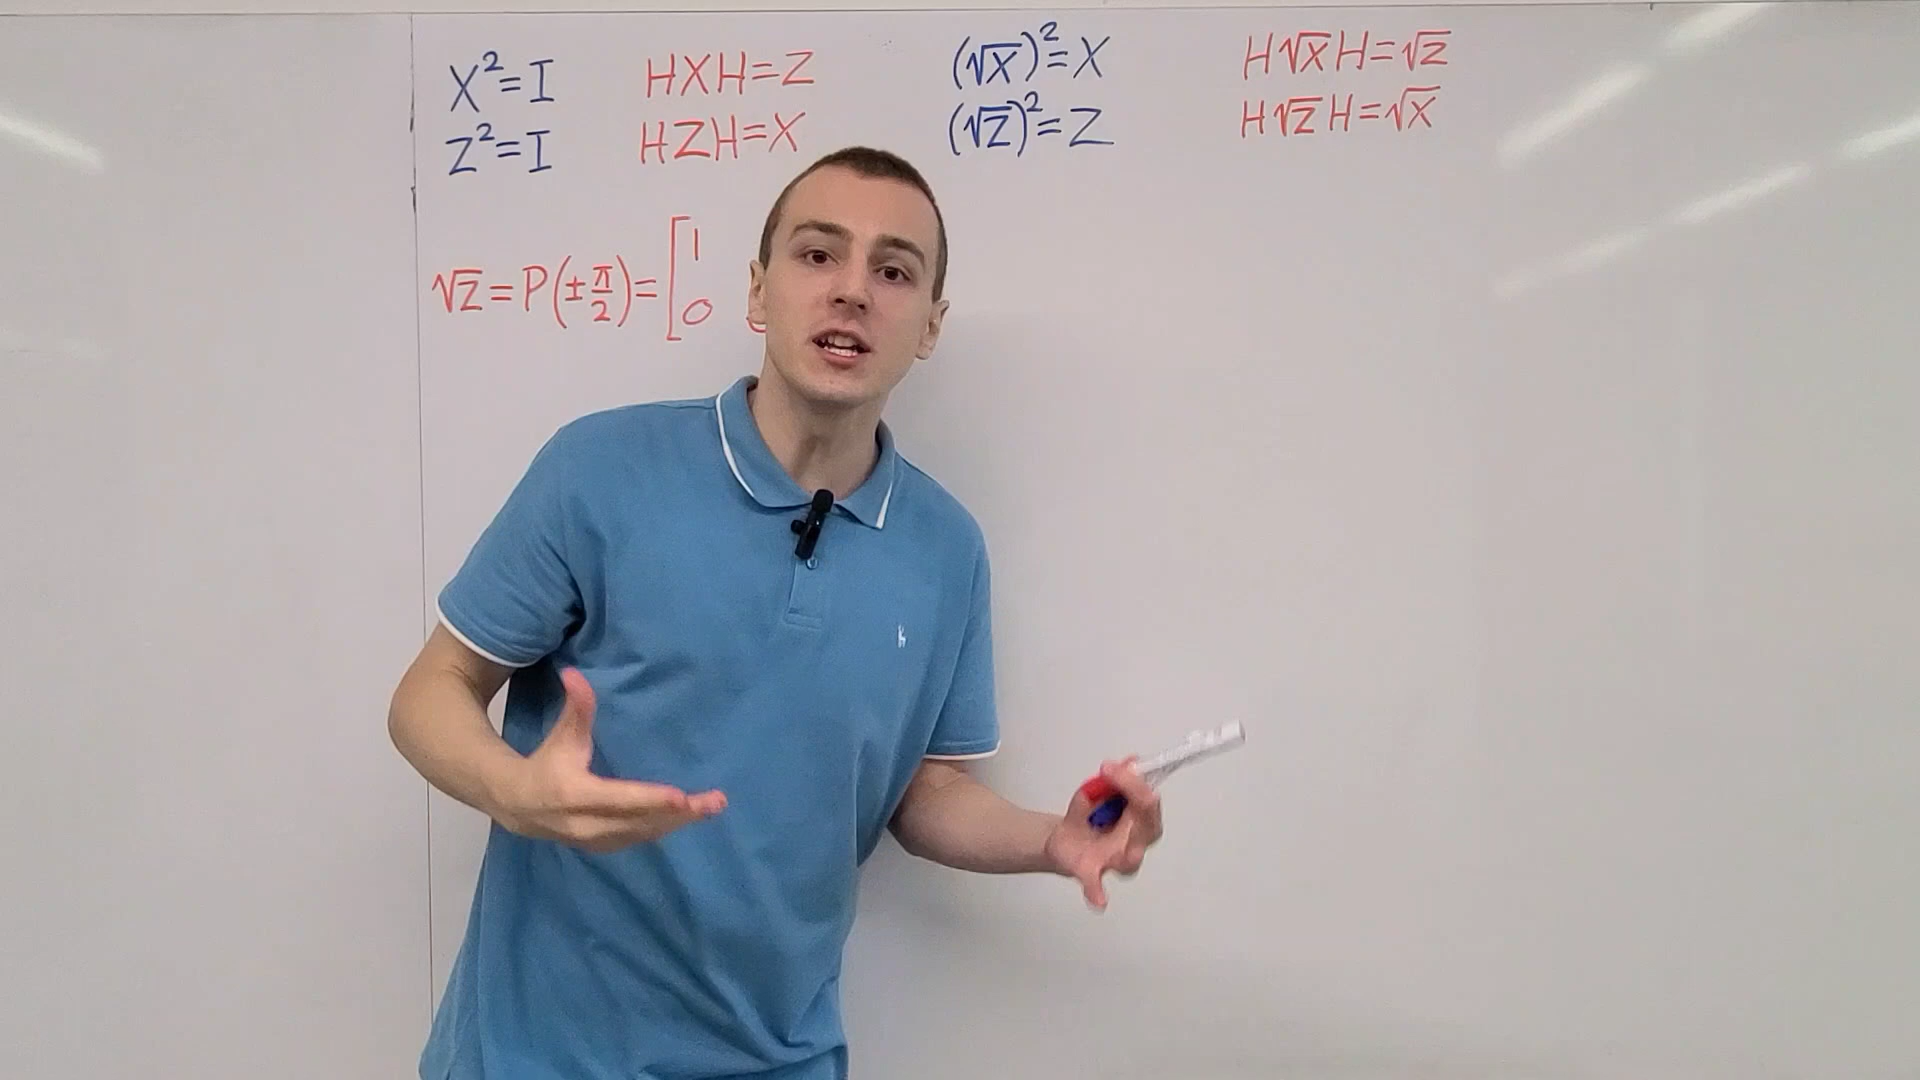 X²=I
Z²=I
HXH=Z
HZH=X
(√X)²=X
(√Z)²=Z
H√XH=√Z
H√ZH=√X
√Z=P(±π/2)=[1
0